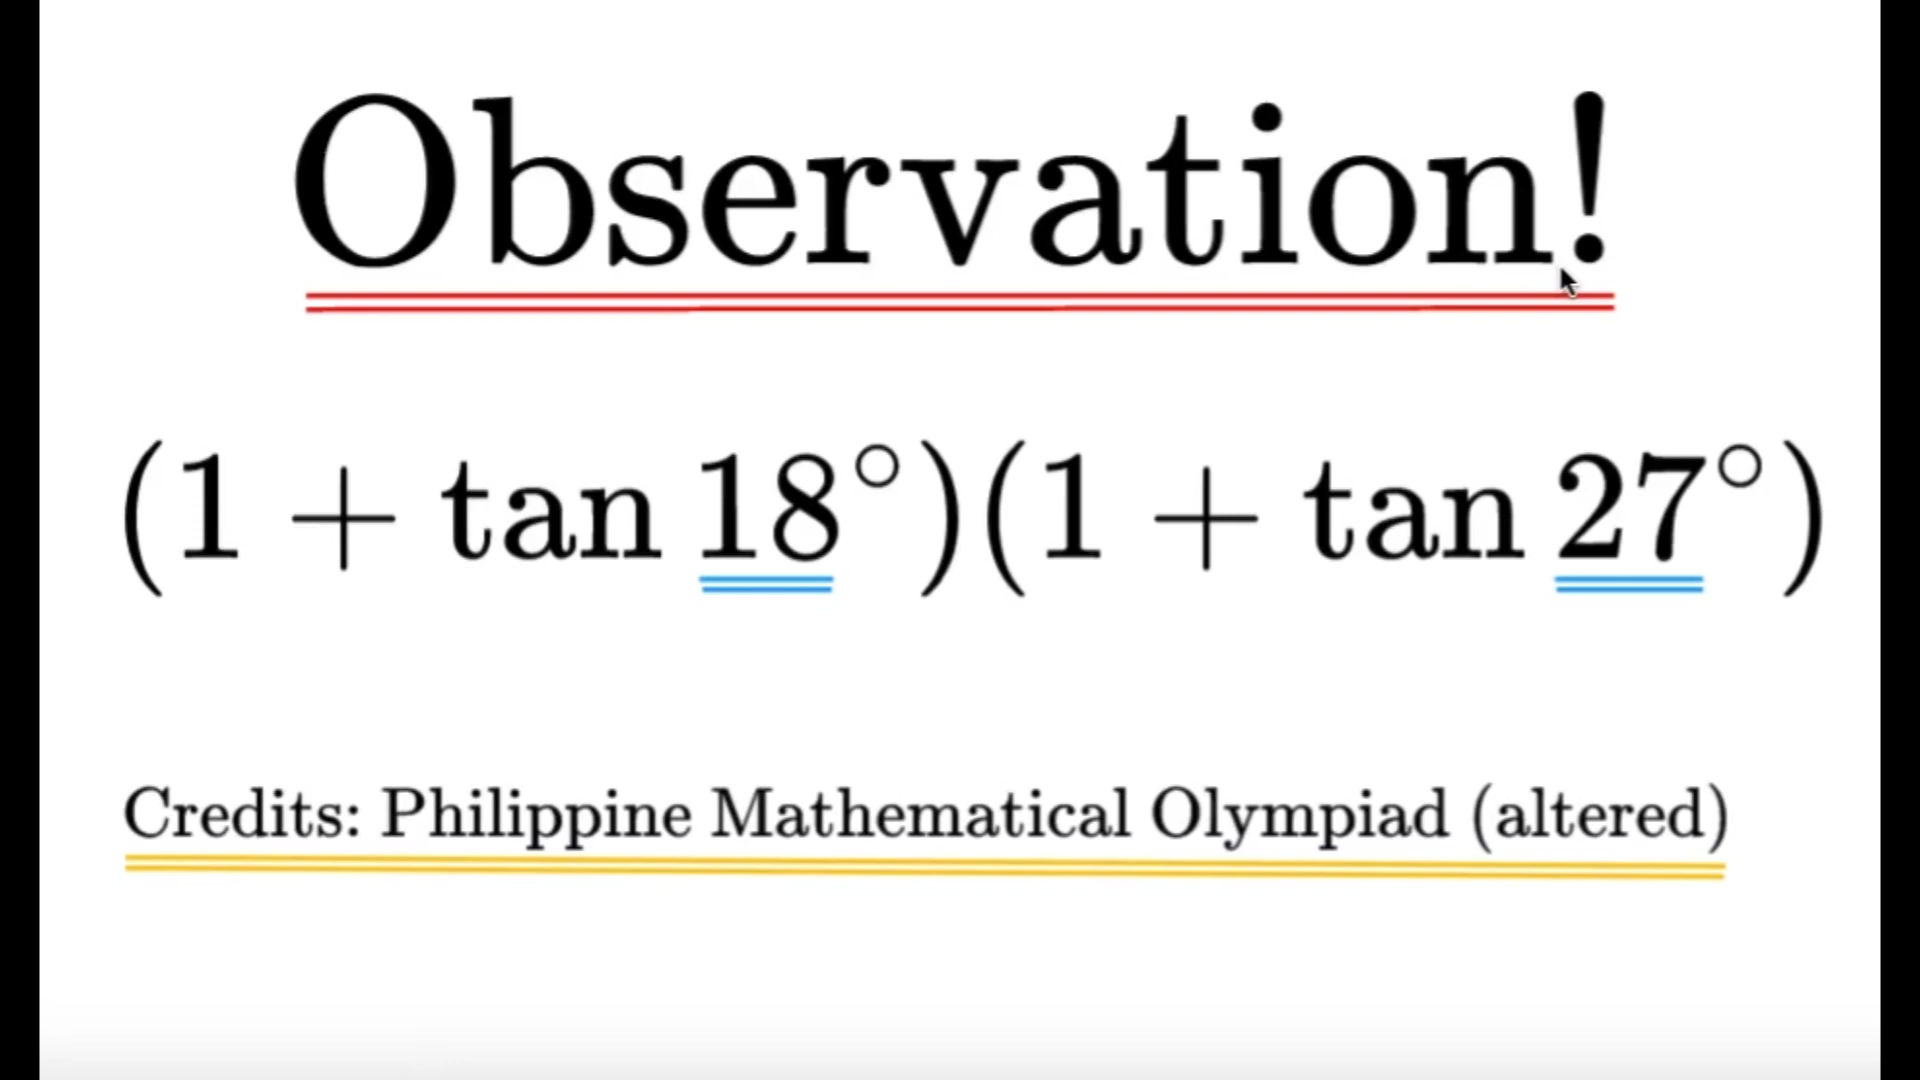 Observation!
(1 + tan 18°)(1 + tan 27°)
Credits: Philippine Mathematical Olympiad (altered)